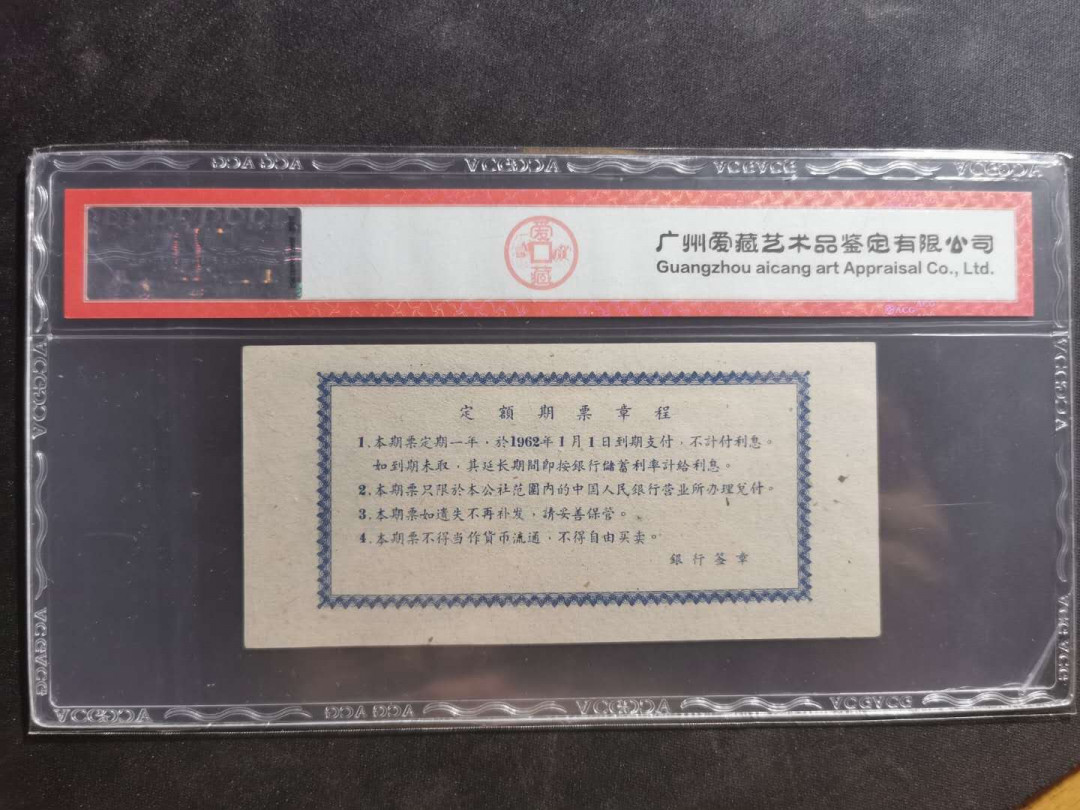 爱藏
广州爱藏艺术品鉴定有限公司
Guangzhou aicang art Appraisal Co., Ltd.
定額期票章程
1.本期票定期一年，於1962年1月1日到期支付，不計付利息。
如到期未取，其延长期間即按銀行儲蓄利率計給利息。
2.本期票只限於本公社范圍内的中国人民銀行营业所办理兑付。
3.本期票如遺失不再补发，請妥善保管。
4.本期票不得当作貨币流通，不得自由买卖。
銀行签章